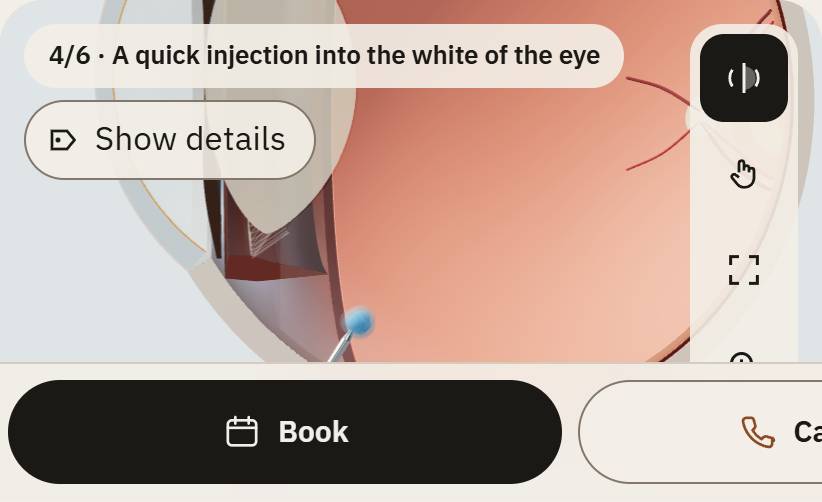 4/6 · A quick injection into the white of the eye
Show details
Book